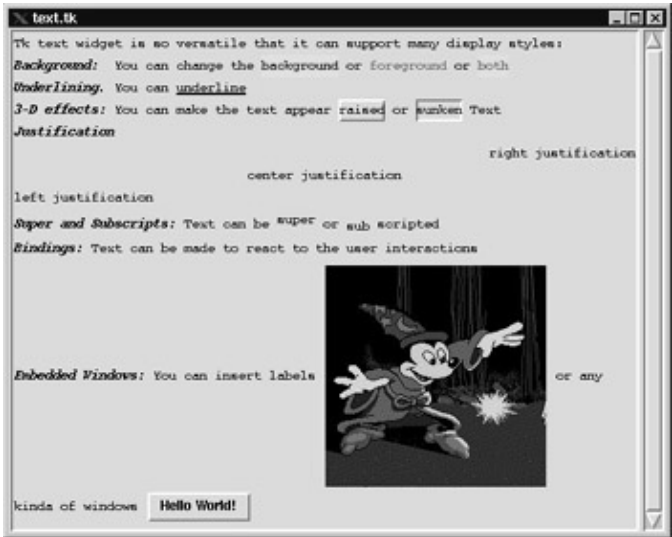 text.tk
Tk text widget is so versatile that it can support many display styles:
Background: You can change the background or foreground or both
Underlining. You can underline
3-D effects: You can make the text appear raised or sunken Text
Justification
right justification
center justification
left justification
Super and Subscripts: Text can be super or sub scripted
Bindings: Text can be made to react to the user interactions
Embedded Windows: You can insert labels or any
kinda of windows Hello World!